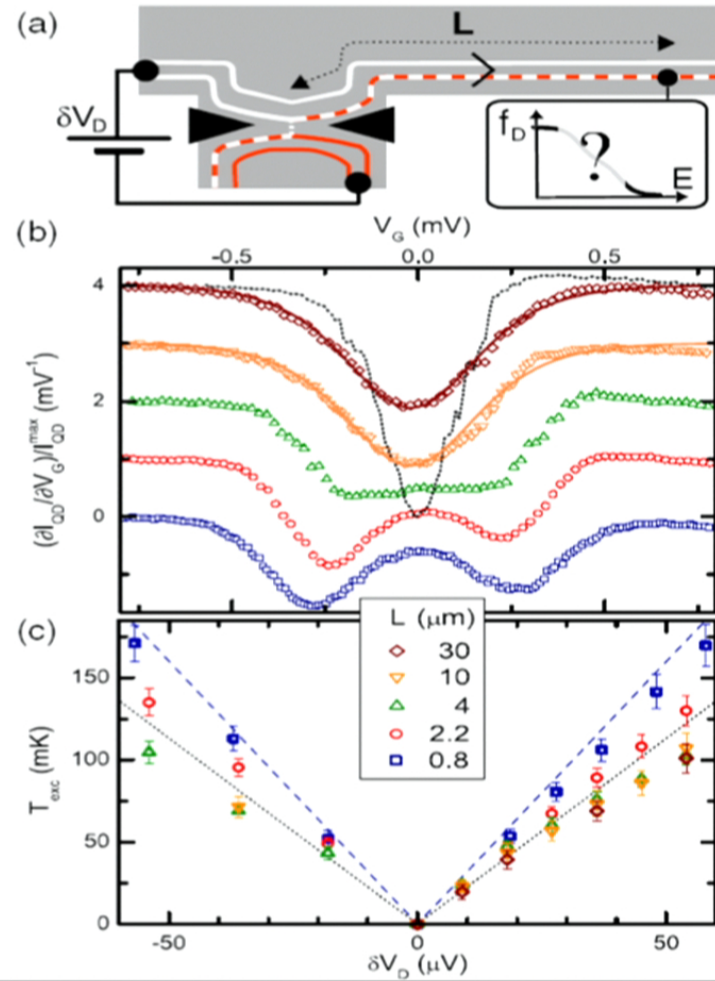 (a)
L
δV_D
f_D
?
E
(b)
V_G (mV)
-0.5 0.0 0.5
(∂I_QD/∂V_G)/I_QD^max (mV^-1)
4
2
0
L (μm)
30
10
4
2.2
0.8
(c)
T_exc (mK)
150
100
50
0
-50 0 50
δV_D (μV)